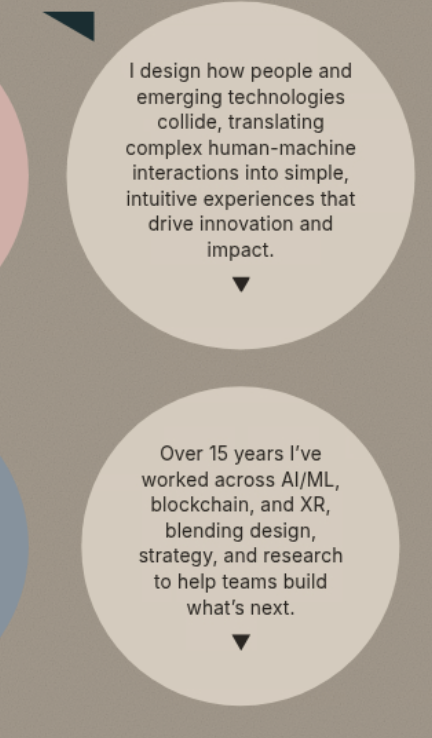 I design how people and
emerging technologies
collide, translating
complex human-machine
interactions into simple,
intuitive experiences that
drive innovation and
impact.
Over 15 years I’ve
worked across AI/ML,
blockchain, and XR,
blending design,
strategy, and research
to help teams build
what’s next.